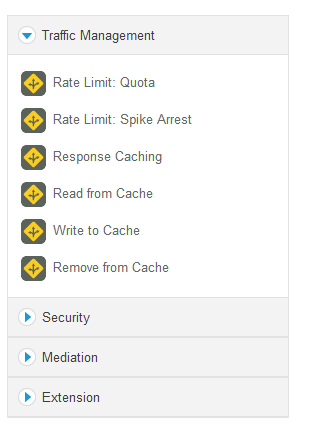 Traffic Management
Rate Limit: Quota
Rate Limit: Spike Arrest
Response Caching
Read from Cache
Write to Cache
Remove from Cache
Security
Mediation
Extension